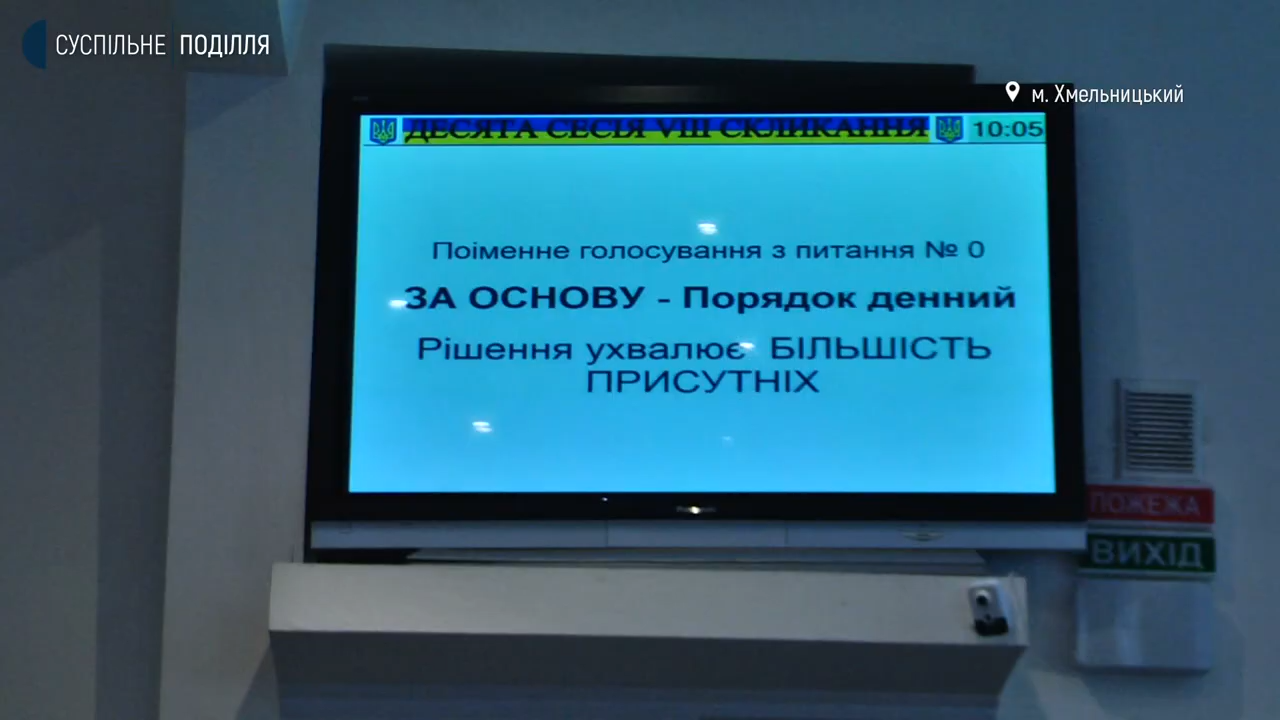 СУСПІЛЬНЕ ПОДІЛЛЯ
м. Хмельницький
ДЕСЯТА СЕСІЯ VIII СКЛИКАННЯ 10:05
Поіменне голосування з питання № 0
ЗА ОСНОВУ - Порядок денний
Рішення ухвалює БІЛЬШІСТЬ
ПРИСУТНІХ
Panasonic
ПОЖЕЖА
ВИХІД